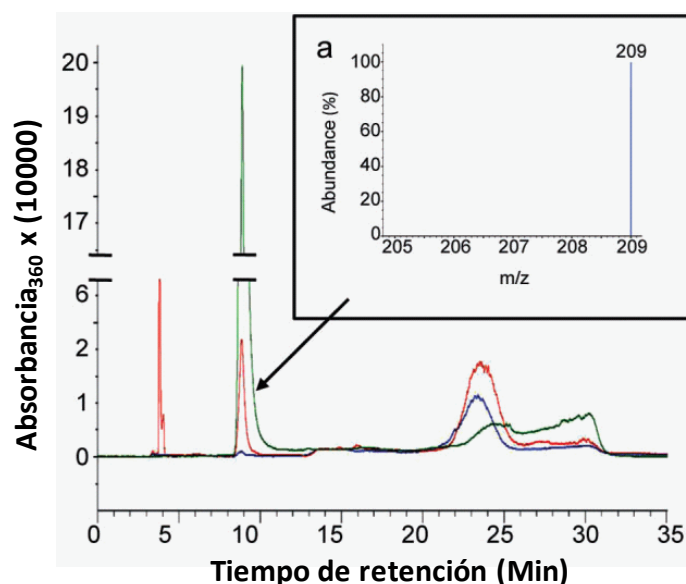 a
209
100
80
60
40
20
0
205 206 207 208 209
Abundance (%)
m/z
20
19
18
17
6
2
1
0
Absorbancia360 x (10000)
0 5 10 15 20 25 30 35
Tiempo de retención (Min)